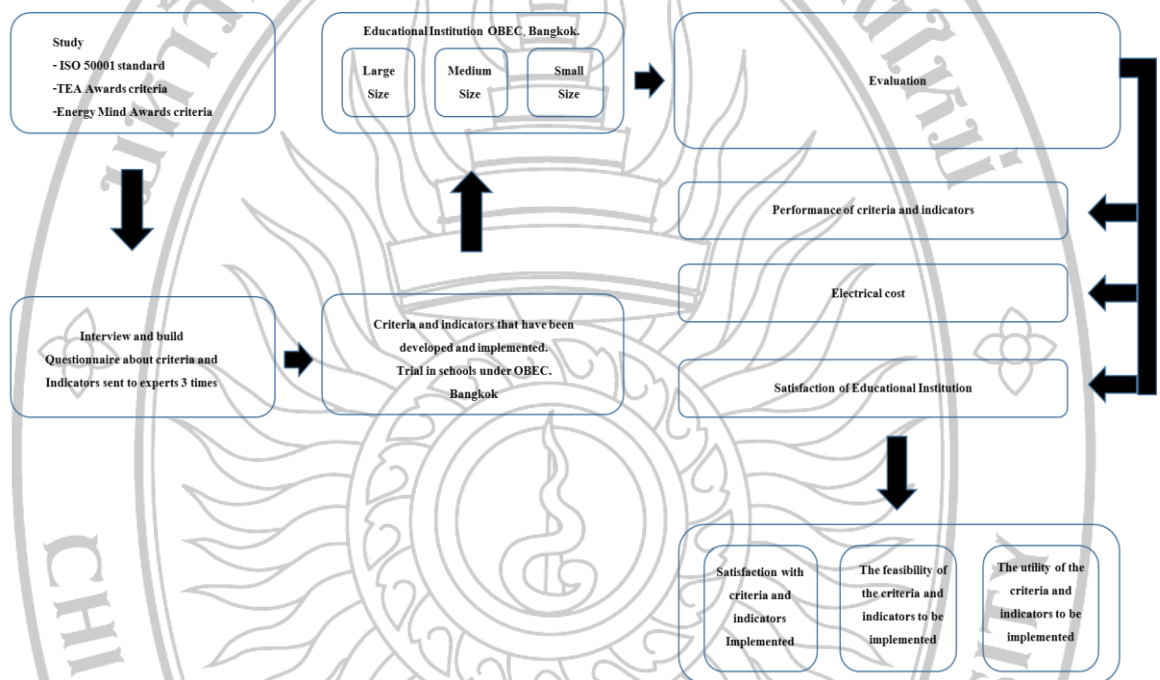 Study
- ISO 50001 standard
-TEA Awards criteria
-Energy Mind Awards criteria
Educational Institution OBEC, Bangkok.
Large
Size
Medium
Size
Small
Size
Evaluation
Performance of criteria and indicators
Electrical cost
Satisfaction of Educational Institution
Interview and build
Questionnaire about criteria and
Indicators sent to experts 3 times
Criteria and indicators that have been
developed and implemented.
Trial in schools under OBEC.
Bangkok
Satisfaction with
criteria and
indicators
Implemented
The feasibility of
the criteria and
indicators to be
implemented
The utility of the
criteria and
indicators to be
implemented